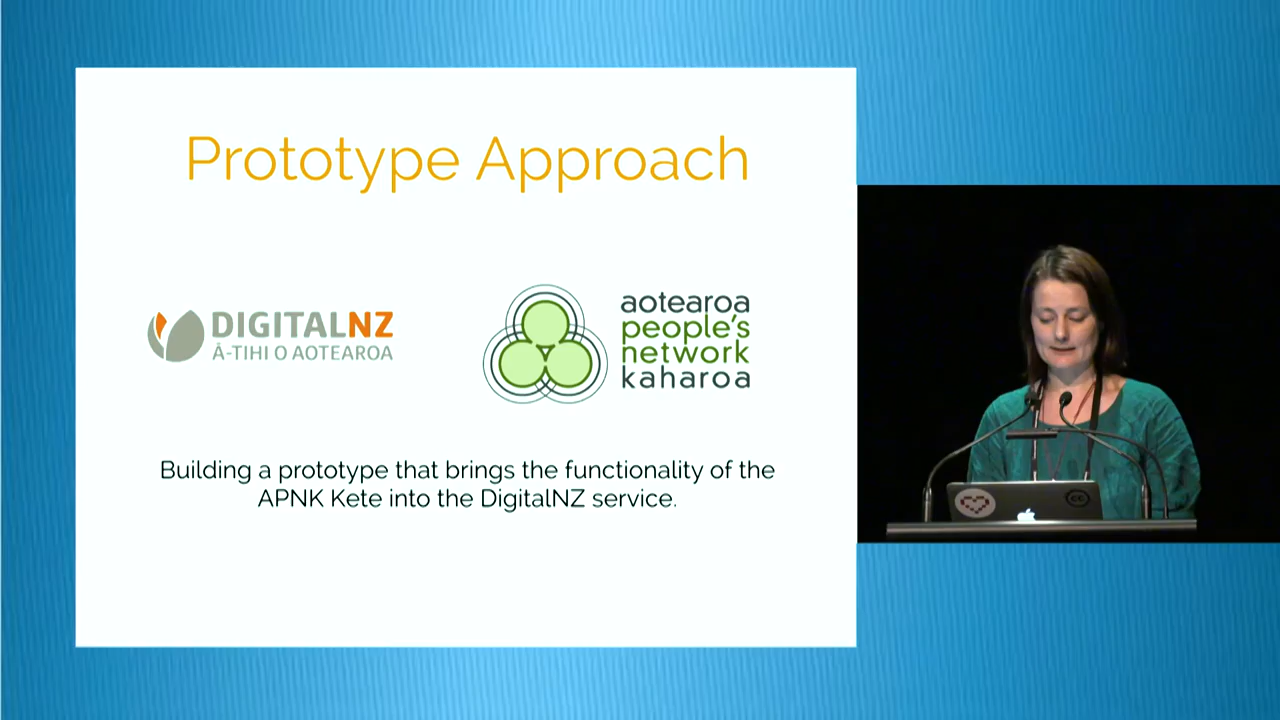 Prototype Approach
DIGITALNZ
Ā-TIHI O AOTEAROA
aotearoa
people's
network
kaharoa
Building a prototype that brings the functionality of the
APNK Kete into the DigitalNZ service.
cc